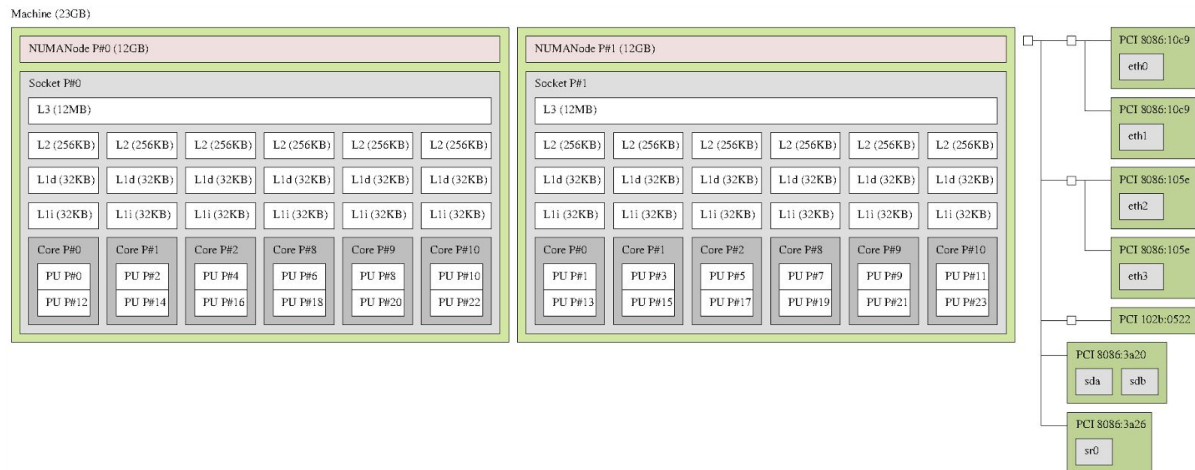 Machine (23GB)
NUMANode P#0 (12GB)
Socket P#0
L3 (12MB)
L2 (256KB) L2 (256KB) L2 (256KB) L2 (256KB) L2 (256KB) L2 (256KB)
L1d (32KB) L1d (32KB) L1d (32KB) L1d (32KB) L1d (32KB) L1d (32KB)
L1i (32KB) L1i (32KB) L1i (32KB) L1i (32KB) L1i (32KB) L1i (32KB)
Core P#0 Core P#1 Core P#2 Core P#8 Core P#9 Core P#10
PU P#0 PU P#2 PU P#4 PU P#6 PU P#8 PU P#10
PU P#12 PU P#14 PU P#16 PU P#18 PU P#20 PU P#22
NUMANode P#1 (12GB)
Socket P#1
L3 (12MB)
L2 (256KB) L2 (256KB) L2 (256KB) L2 (256KB) L2 (256KB) L2 (256KB)
L1d (32KB) L1d (32KB) L1d (32KB) L1d (32KB) L1d (32KB) L1d (32KB)
L1i (32KB) L1i (32KB) L1i (32KB) L1i (32KB) L1i (32KB) L1i (32KB)
Core P#0 Core P#1 Core P#2 Core P#8 Core P#9 Core P#10
PU P#1 PU P#3 PU P#5 PU P#7 PU P#9 PU P#11
PU P#13 PU P#15 PU P#17 PU P#19 PU P#21 PU P#23
PCI 8086:10c9
eth0
PCI 8086:10c9
eth1
PCI 8086:105e
eth2
PCI 8086:105e
eth3
PCI 102b:0522
PCI 8086:3a20
sda sdb
PCI 8086:3a26
sr0